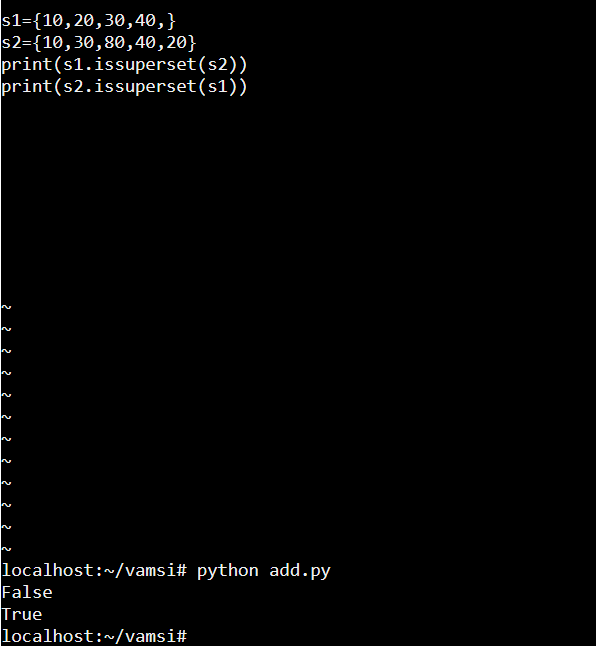 s1={10,20,30,40,}
s2={10,30,80,40,20}
print(s1.issuperset(s2))
print(s2.issuperset(s1))
~
~
~
~
~
~
~
~
~
~
~
~
localhost:~/vamsi# python add.py
False
True
localhost:~/vamsi#